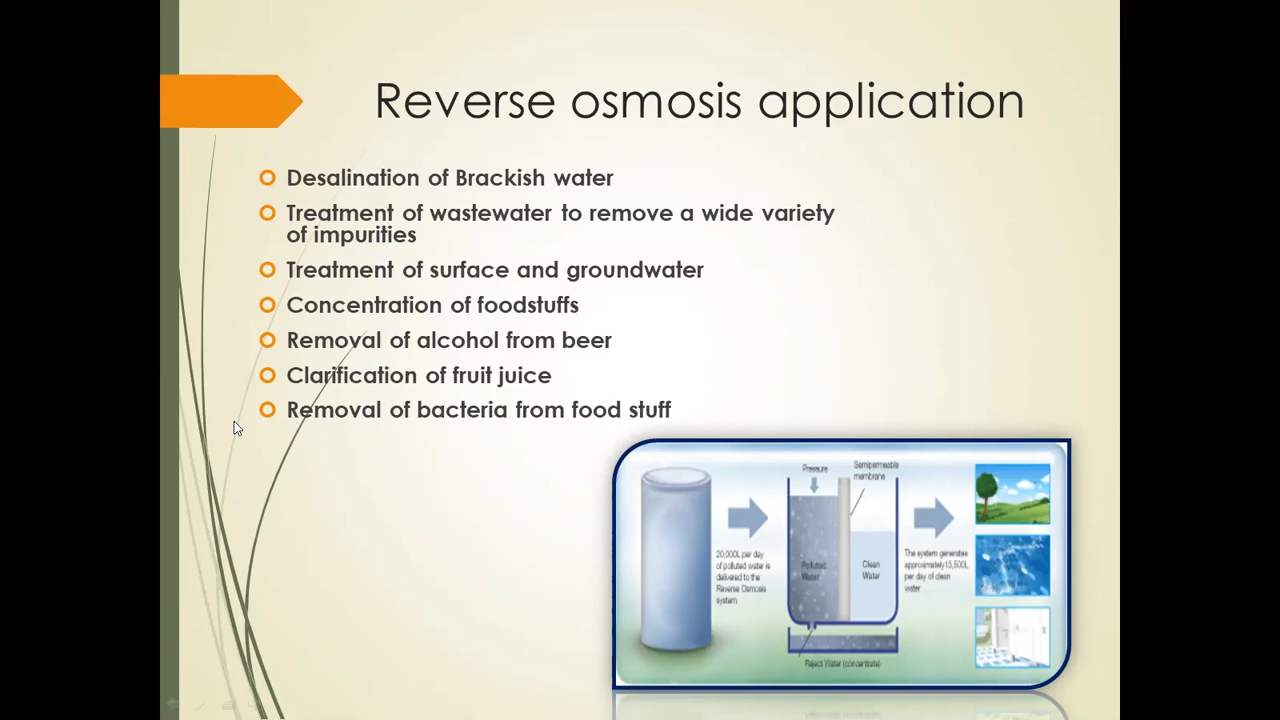 Reverse osmosis application
Desalination of Brackish water
Treatment of wastewater to remove a wide variety
of impurities
Treatment of surface and groundwater
Concentration of foodstuffs
Removal of alcohol from beer
Clarification of fruit juice
Removal of bacteria from food stuff
Pressure
Semipermeable
membrane
20,000L per day
of polluted water is
delivered to the
Reverse Osmosis
system
Polluted
Water
Clean
Water
The system generates
approximately13,500L
per day of clean
water
Reject Water (concentrate)